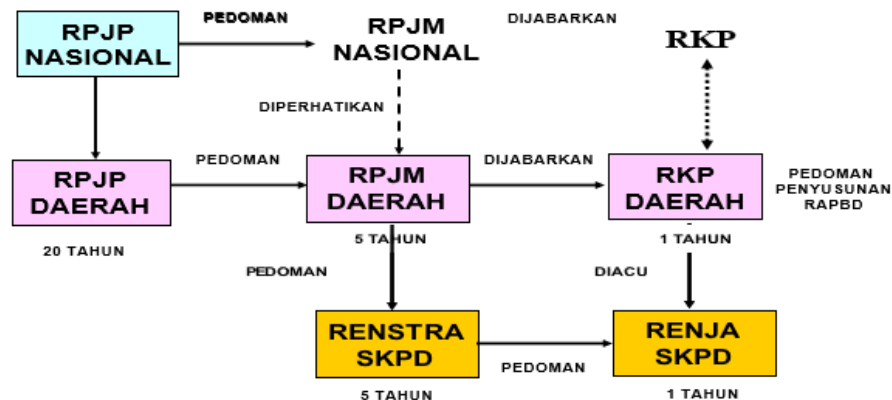 RPJP
NASIONAL
PEDOMAN
RPJM
NASIONAL
DIJABARKAN
RKP
DIPERHATIKAN
RPJP
DAERAH
PEDOMAN
RPJM
DAERAH
DIJABARKAN
RKP
DAERAH
PEDOMAN
PENYUSUNAN
RAPBD
20 TAHUN
5 TAHUN
1 TAHUN
PEDOMAN
DIACU
RENSTRA
SKPD
PEDOMAN
RENJA
SKPD
5 TAHUN
1 TAHUN